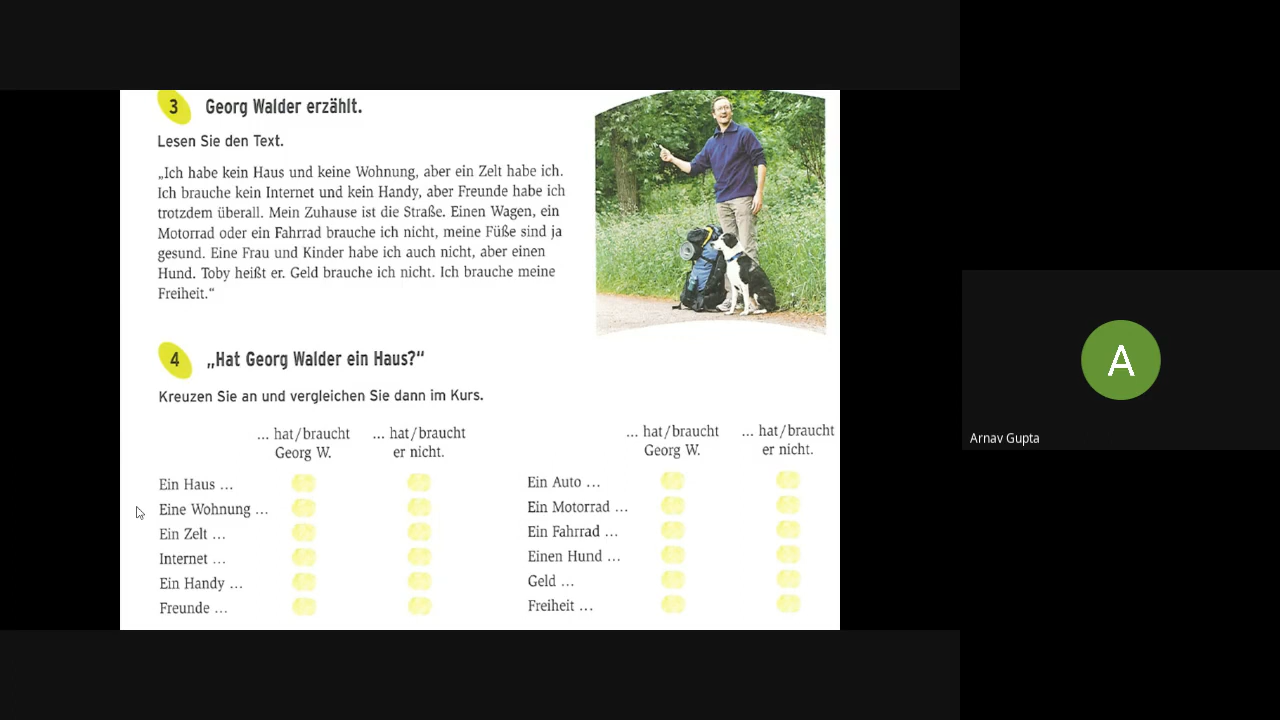 3 Georg Walder erzählt.
Lesen Sie den Text.
„Ich habe kein Haus und keine Wohnung, aber ein Zelt habe ich.
Ich brauche kein Internet und kein Handy, aber Freunde habe ich
trotzdem überall. Mein Zuhause ist die Straße. Einen Wagen, ein
Motorrad oder ein Fahrrad brauche ich nicht, meine Füße sind ja
gesund. Eine Frau und Kinder habe ich auch nicht, aber einen
Hund. Toby heißt er. Geld brauche ich nicht. Ich brauche meine
Freiheit.“
4 „Hat Georg Walder ein Haus?“
Kreuzen Sie an und vergleichen Sie dann im Kurs.
... hat/braucht ... hat/braucht
Georg W. er nicht.
Ein Haus ...
Eine Wohnung ...
Ein Zelt ...
Internet ...
Ein Handy ...
Freunde ...
... hat/braucht ... hat/braucht
Georg W. er nicht.
Ein Auto ...
Ein Motorrad ...
Ein Fahrrad ...
Einen Hund ...
Geld ...
Freiheit ...
A
Arnav Gupta